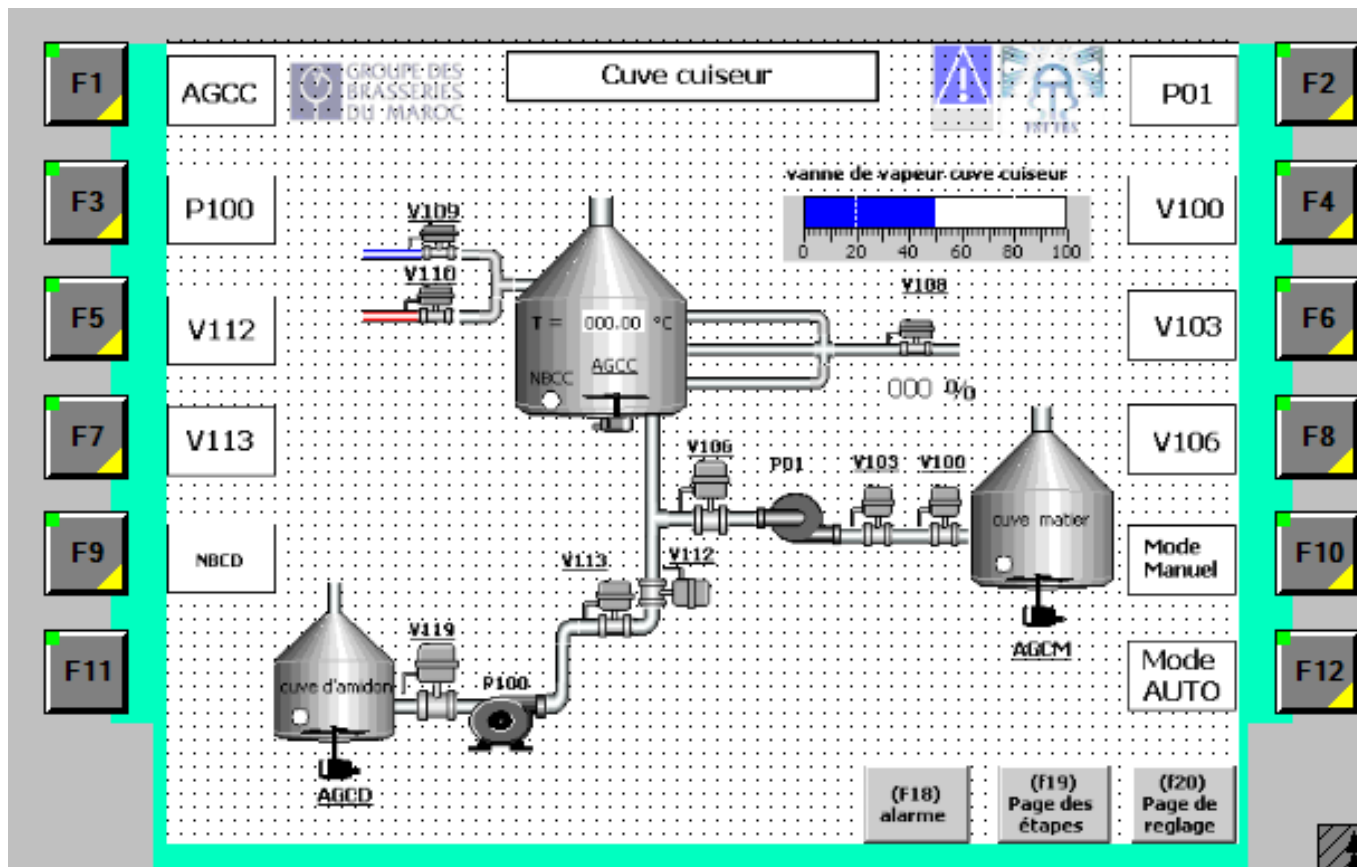 F1
AGCC
GROUPE DES
BRASSERIES
DU MAROC
Cuve cuiseur
P01
F2
F3
P100
V109
vanne de vapeur cuve cuiseur
0 20 40 60 80 100
V100
F4
F5
V112
V110
T = 000.00 °C
AGCC
NBCC
V108
000 %
V103
F6
F7
V113
V106
P01
V103
V100
cuve matier
V106
F8
F9
NBCD
V113
V112
AGCM
Mode
Manuel
F10
F11
V119
cuve d'amidon
P100
AGCD
Mode
AUTO
F12
(F18)
alarme
(f19)
Page des
étapes
(f20)
Page de
reglage